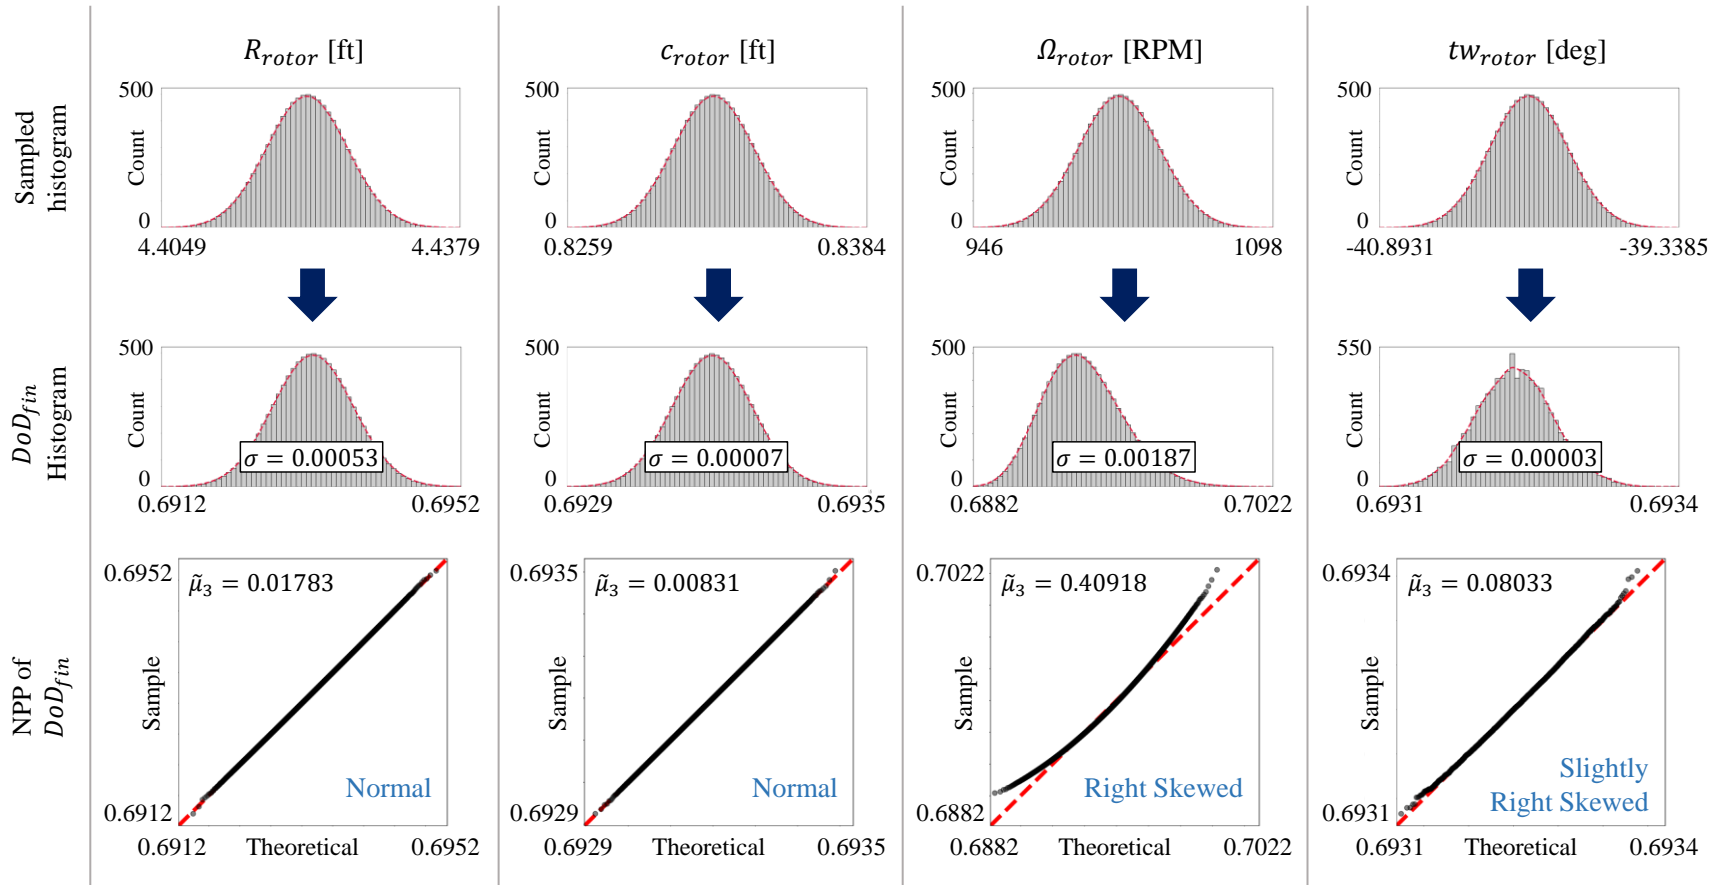 R_rotor [ft]
c_rotor [ft]
Ω_rotor [RPM]
tw_rotor [deg]
Sampled
histogram
500
Count
0
4.4049
4.4379
500
Count
0
0.8259
0.8384
500
Count
0
946
1098
500
Count
0
-40.8931
-39.3385
DoD_fin
Histogram
500
Count
σ = 0.00053
0
0.6912
0.6952
500
Count
σ = 0.00007
0
0.6929
0.6935
500
Count
σ = 0.00187
0
0.6882
0.7022
550
Count
σ = 0.00003
0
0.6931
0.6934
NPP of
DoD_fin
0.6952
μ̃₃ = 0.01783
Sample
Normal
0.6912
0.6912
Theoretical
0.6952
0.6935
μ̃₃ = 0.00831
Sample
Normal
0.6929
0.6929
Theoretical
0.6935
0.7022
μ̃₃ = 0.40918
Sample
Right Skewed
0.6882
0.6882
Theoretical
0.7022
0.6934
μ̃₃ = 0.08033
Sample
Slightly
Right Skewed
0.6931
0.6931
Theoretical
0.6934